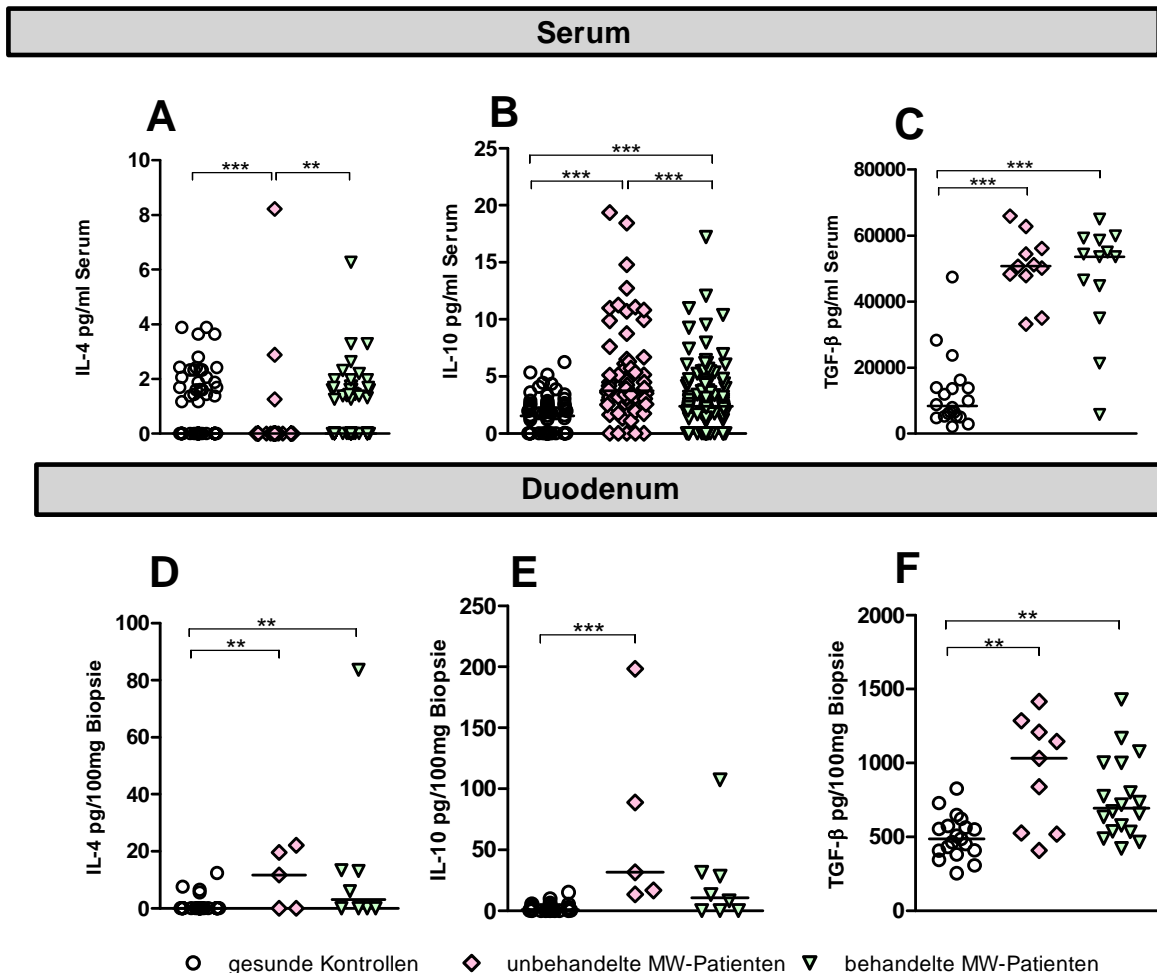 Serum
A
B
C
IL-4 pg/ml Serum
10
8
6
4
2
0
***
**
IL-10 pg/ml Serum
25
20
15
10
5
0
***
***
***
TGF-β pg/ml Serum
80000
60000
40000
20000
0
***
***
Duodenum
D
E
F
IL-4 pg/100mg Biopsie
100
80
60
40
20
0
**
**
IL-10 pg/100mg Biopsie
250
200
150
100
50
0
***
TGF-β pg/100mg Biopsie
2000
1500
1000
500
0
**
**
gesunde Kontrollen
unbehandelte MW-Patienten
behandelte MW-Patienten